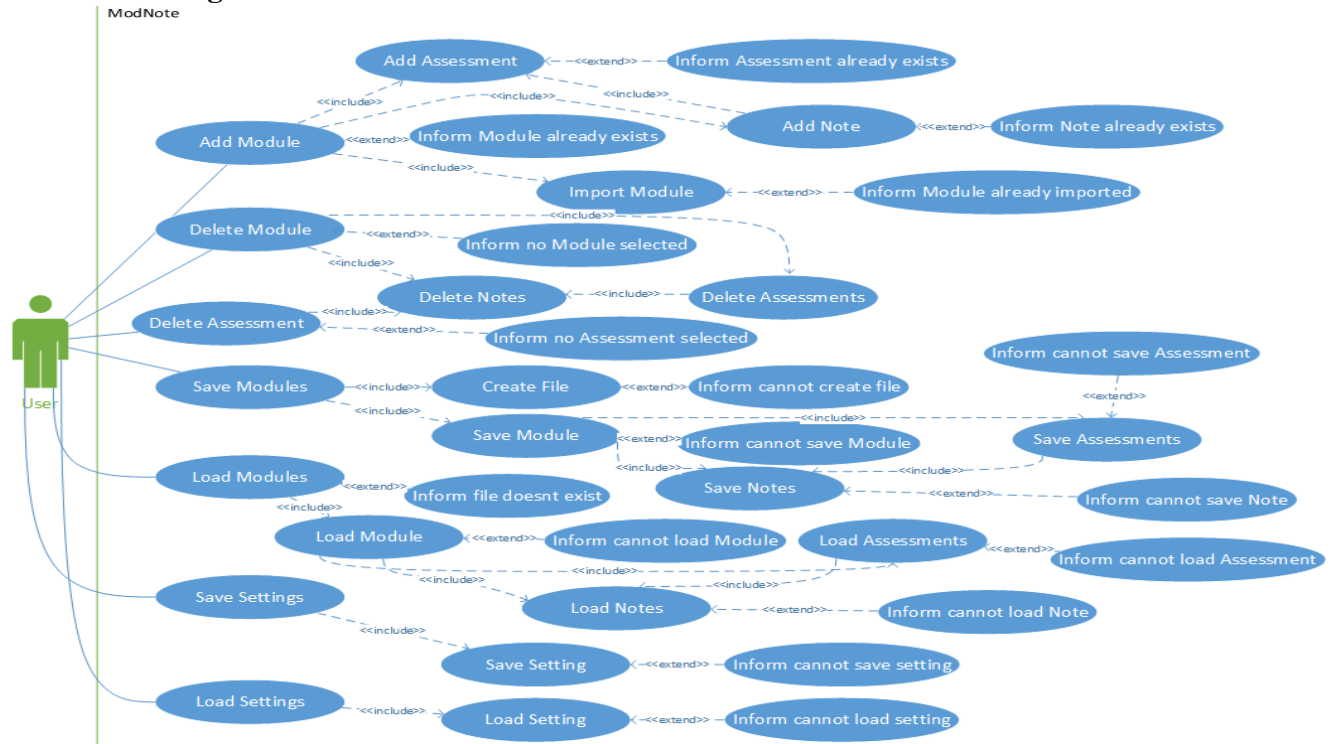 ModNote
Add Assessment
<<extend>>
Inform Assessment already exists
<<include>>
<<include>>
<<include>>
Add Module
<<extend>>
Inform Module already exists
Add Note
<<extend>>
Inform Note already exists
<<include>>
Import Module
<<extend>>
Inform Module already imported
<<include>>
Delete Module
<<extend>>
Inform no Module selected
<<include>>
Delete Notes
<<include>>
Delete Assessments
Delete Assessment
<<include>>
<<extend>>
Inform no Assessment selected
Inform cannot save Assessment
<<extend>>
User
Save Modules
<<include>>
Create File
<<extend>>
Inform cannot create file
<<include>>
<<include>>
Save Module
<<extend>>
Inform cannot save Module
Save Assessments
<<include>>
<<include>>
Save Notes
<<extend>>
Inform cannot save Note
Load Modules
<<extend>>
Inform file doesnt exist
<<include>>
Load Module
<<extend>>
Inform cannot load Module
Load Assessments
<<extend>>
Inform cannot load Assessment
<<include>>
<<include>>
<<include>>
Load Notes
<<extend>>
Inform cannot load Note
Save Settings
<<include>>
Save Setting
<<extend>>
Inform cannot save setting
Load Settings
<<include>>
Load Setting
<<extend>>
Inform cannot load setting